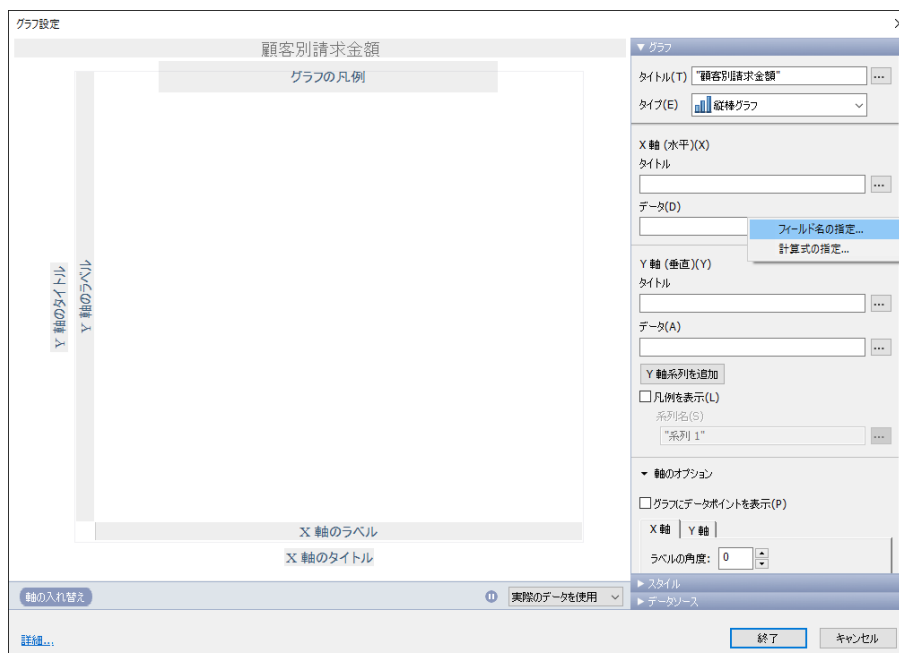 グラフ設定
顧客別請求金額
グラフの凡例
Y 軸のタイトル
Y 軸のラベル
X 軸のラベル
X 軸のタイトル
軸の入れ替え
実際のデータを使用
▼ グラフ
タイトル(T) "顧客別請求金額" ...
タイプ(E) 縦棒グラフ
X 軸 (水平)(X)
タイトル
...
データ(D)
フィールド名の指定...
計算式の指定...
Y 軸 (垂直)(Y)
タイトル
...
データ(A)
...
Y 軸系列を追加
凡例を表示(L)
系列名(S)
"系列 1" ...
軸のオプション
グラフにデータポイントを表示(P)
X 軸 Y 軸
ラベルの角度: 0
スタイル
データソース
詳細...
終了 キャンセル